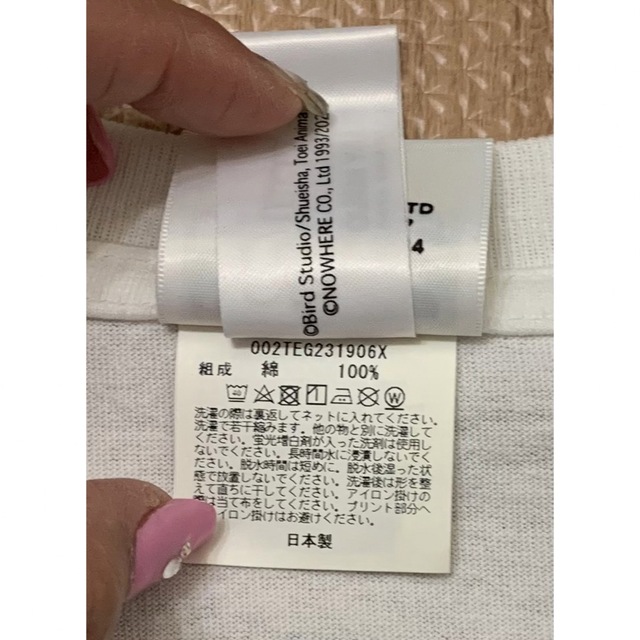 ©Bird Studio/Shueisha, Toei Anima
©NOWHERE CO., Ltd 1993/202
TD
4
002TEG231906X
組成 綿 100%
洗濯の際は裏返してネットに入れてください。
洗濯で若干縮みます。他の物と別に洗濯して
ください。蛍光増白剤が入った洗剤は使用し
ないでください。長時間水に浸漬しないでく
ださい。脱水時間は短めに、脱水後湿った状
態で放置しないでください。洗濯後は形を整
えて直ちに干してください。アイロン掛けの
際は当て布をしてください。プリント部分へ
アイロン掛けはお避けください。
日本製